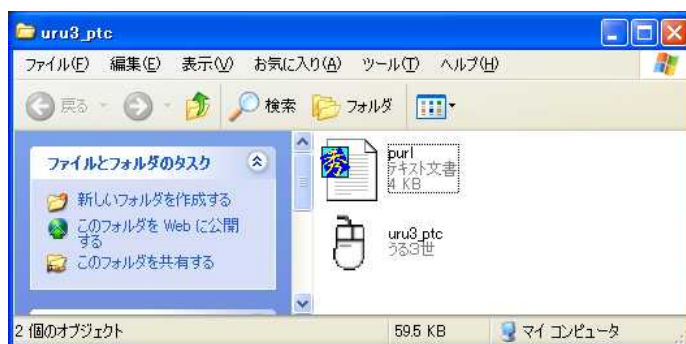 uru3_ptc
ファイル(F) 編集(E) 表示(V) お気に入り(A) ツール(T) ヘルプ(H)
戻る 検索 フォルダ
ファイルとフォルダのタスク
新しいフォルダを作成する
このフォルダを Web に公開
する
このフォルダを共有する
秀
purl
テキスト文書
4 KB
uru3_ptc
うる3世
2 個のオブジェクト 59.5 KB マイ コンピュータ